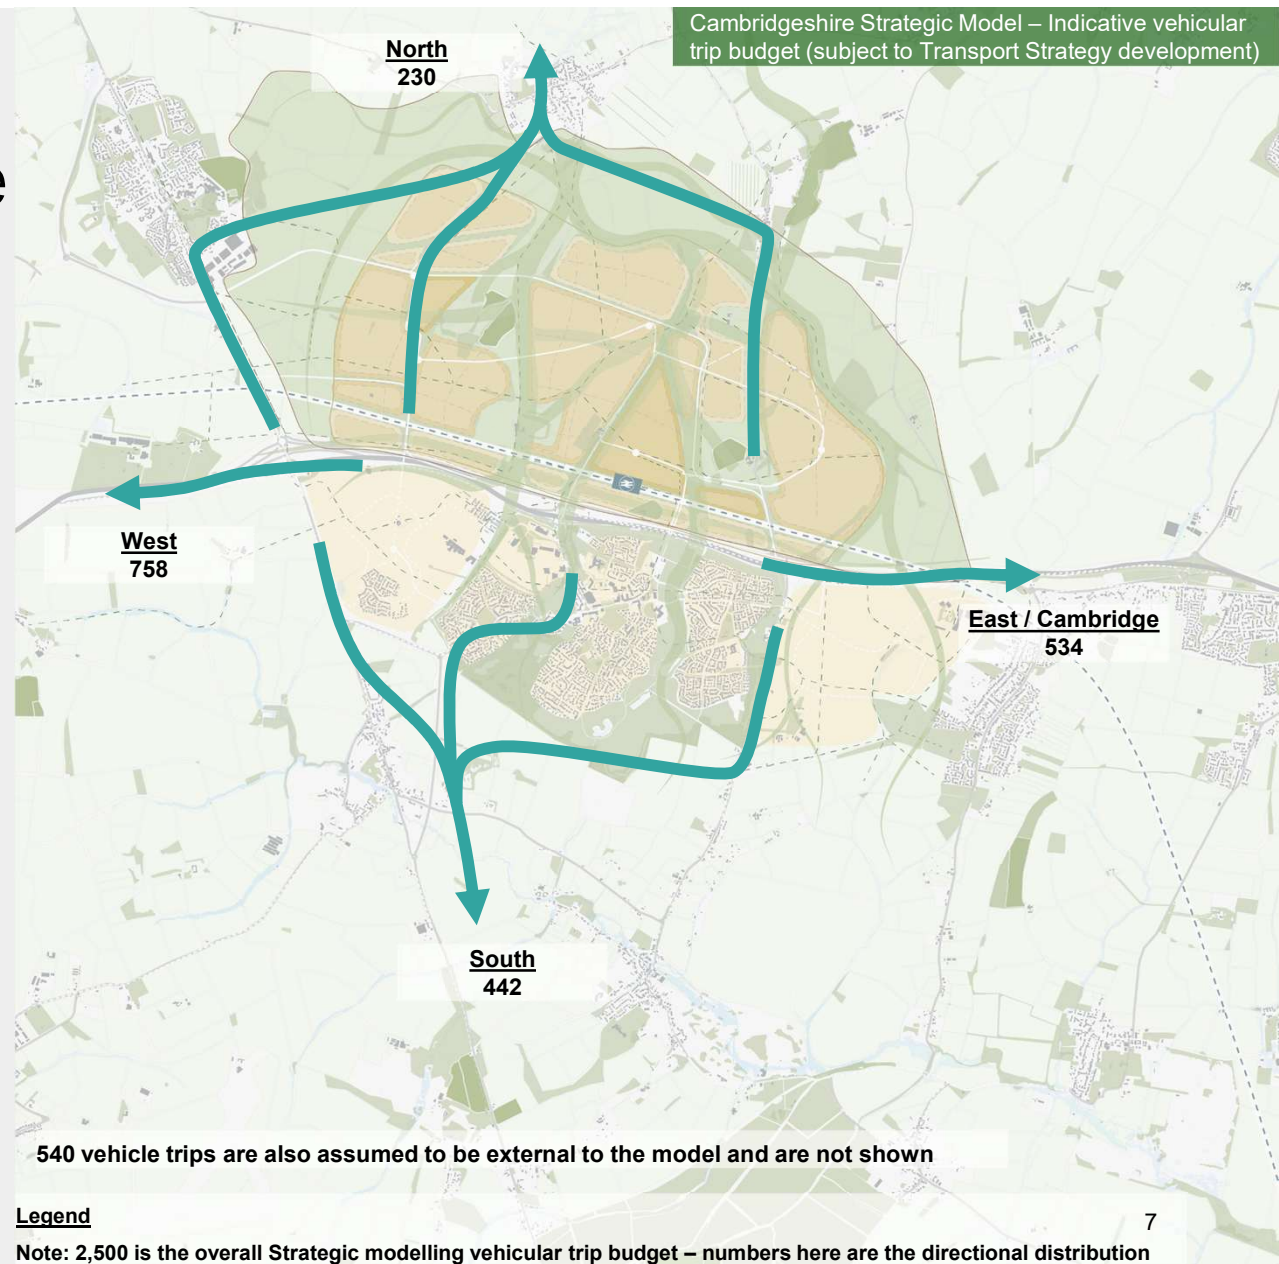 Cambridgeshire Strategic Model – Indicative vehicular
trip budget (subject to Transport Strategy development)
North
230
e
West
758
East / Cambridge
534
South
442
540 vehicle trips are also assumed to be external to the model and are not shown
Legend
7
Note: 2,500 is the overall Strategic modelling vehicular trip budget – numbers here are the directional distribution